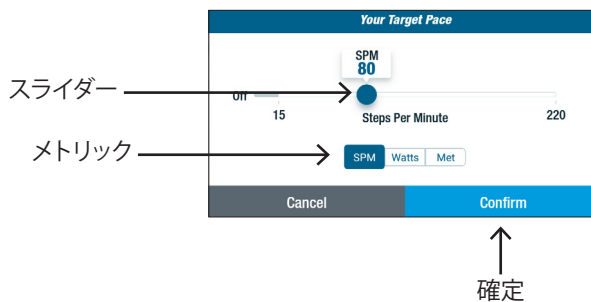 Your Target Pace
SPM
80
スライダー
Off
15
Steps Per Minute
220
メトリック
SPM
Watts
Met
Cancel
Confirm
確定